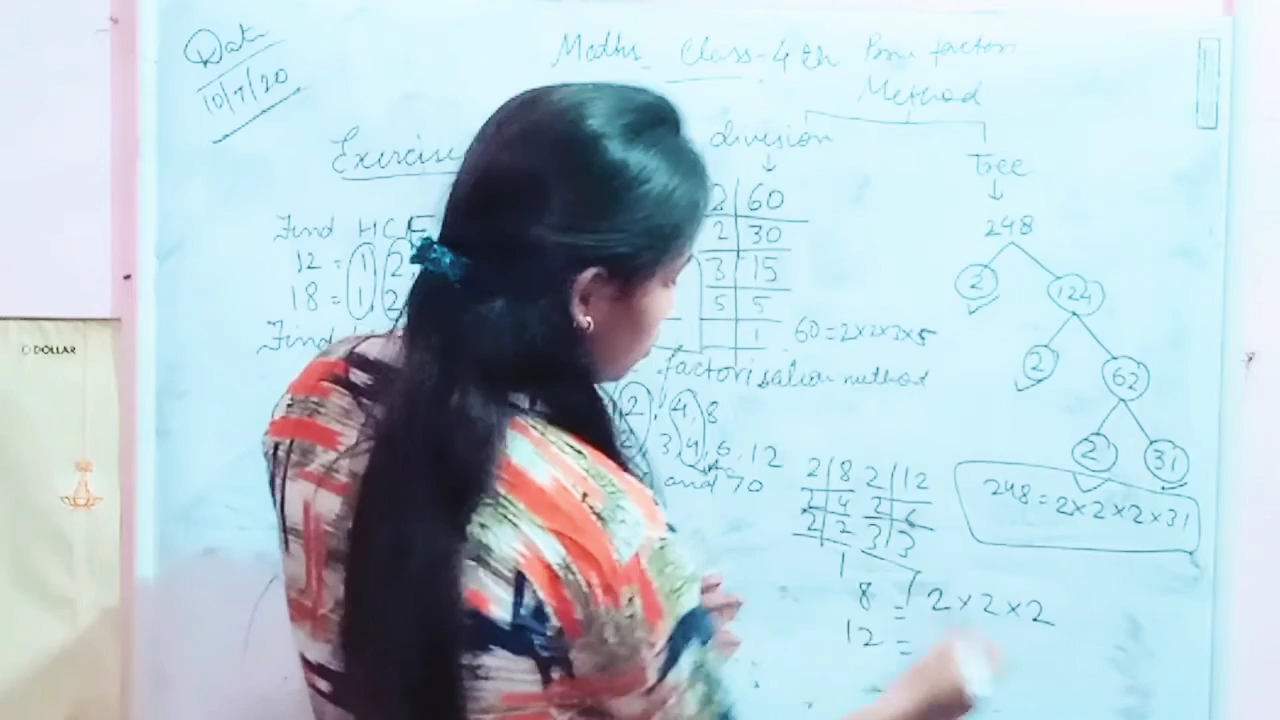 Date
10/7/20
Maths Class-4th Prime factor
Method
Exercise
division
Tree
Find HCF
12 = 1 2
18 = 1 2
Find
2 | 60
2 | 30
3 | 15
5 | 5
1
60 = 2×2×3×5
248
2 124
2 62
2 31
248 = 2×2×2×31
factorisation method
2, 4, 8
3, 4, 6, 12
and 70
2 | 8 2 | 12
2 | 4 2 | 6
2 | 2 3 | 3
1 1
8 = 2×2×2
12 =
DOLLAR